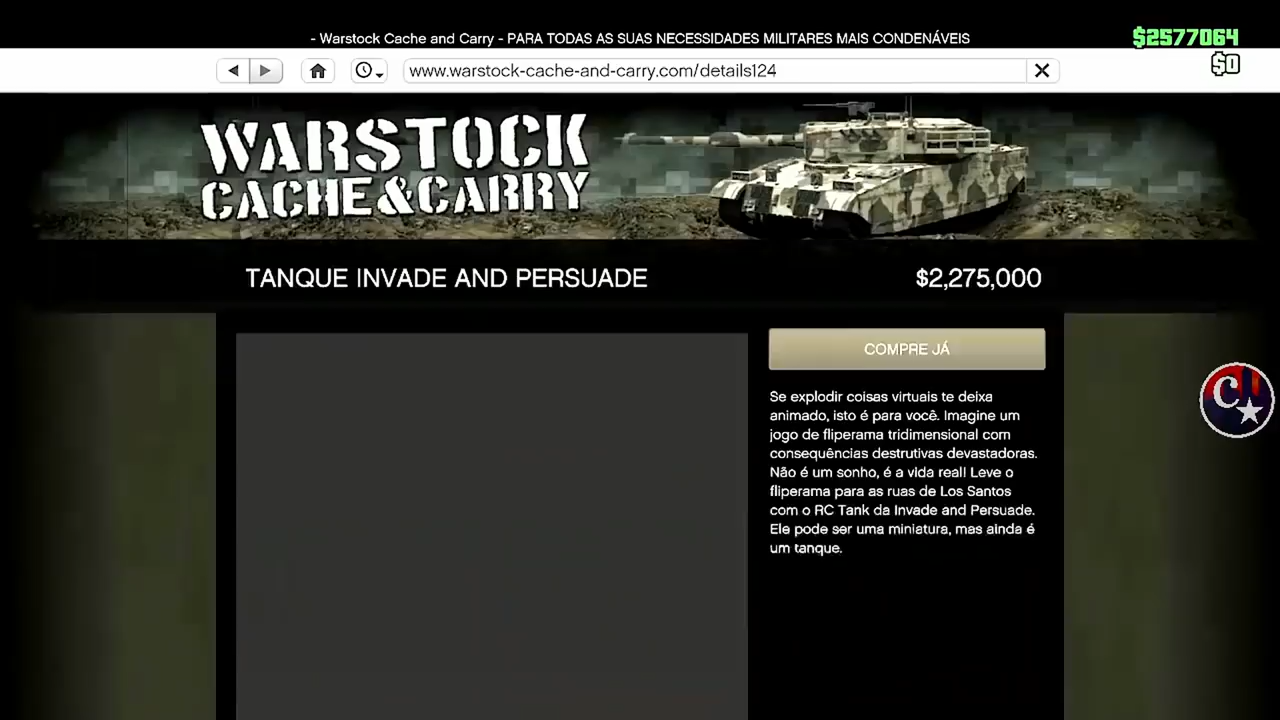 - Warstock Cache and Carry - PARA TODAS AS SUAS NECESSIDADES MILITARES MAIS CONDENÁVEIS
$2577064
$0
www.warstock-cache-and-carry.com/details124
WARSTOCK
CACHE&CARRY
TANQUE INVADE AND PERSUADE
$2,275,000
COMPRE JÁ
Se explodir coisas virtuais te deixa
animado, isto é para você. Imagine um
jogo de fliperama tridimensional com
consequências destrutivas devastadoras.
Não é um sonho, é a vida real! Leve o
fliperama para as ruas de Los Santos
com o RC Tank da Invade and Persuade.
Ele pode ser uma miniatura, mas ainda é
um tanque.
C